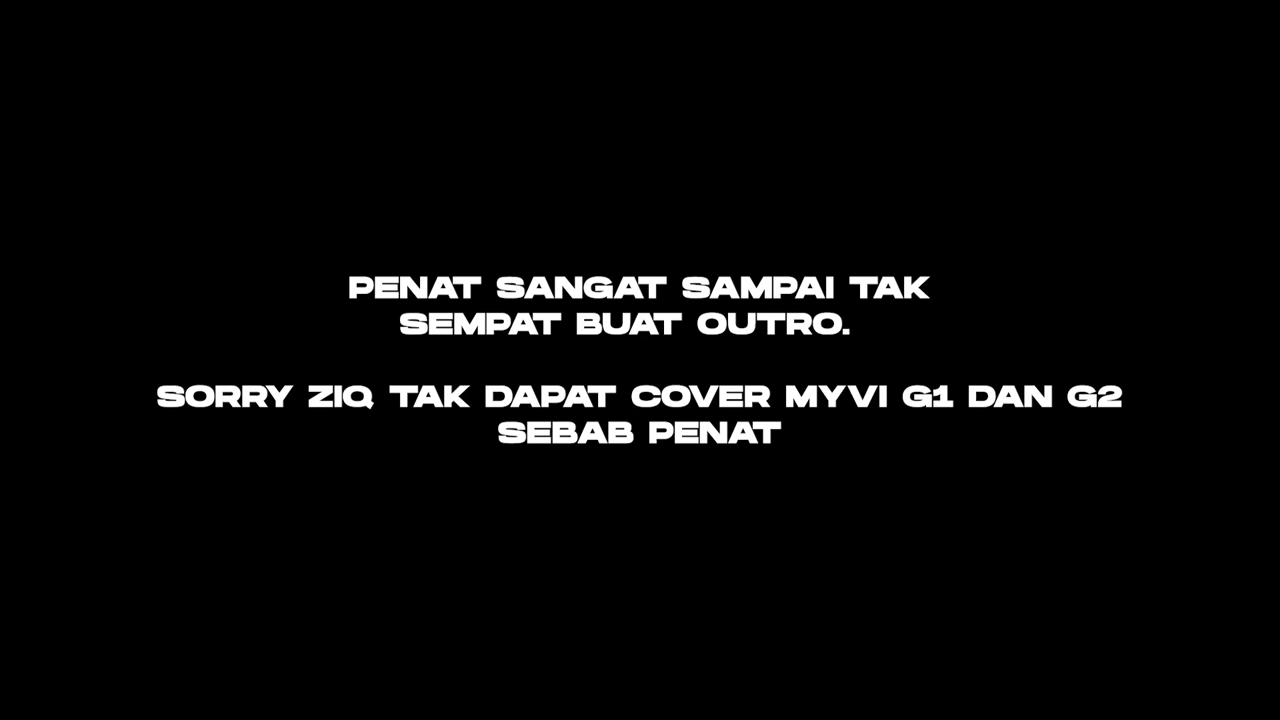 PENAT SANGAT SAMPAI TAK
SEMPAT BUAT OUTRO.
SORRY ZIQ TAK DAPAT COVER MYVI G1 DAN G2
SEBAB PENAT